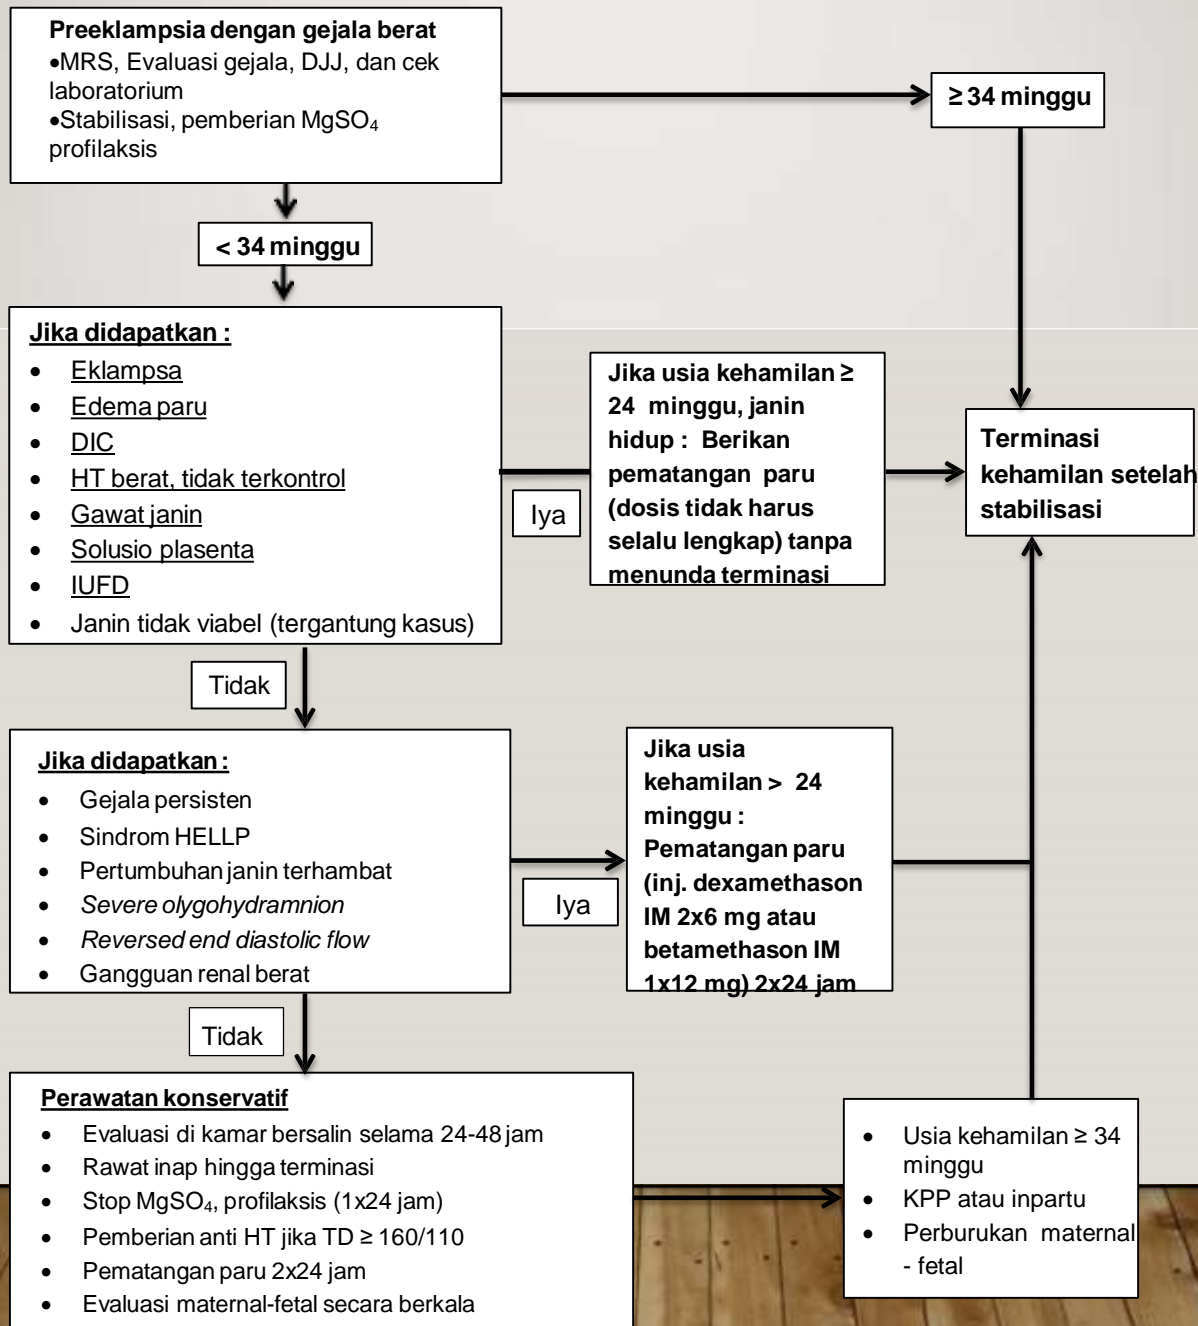 Preeklampsia dengan gejala berat
•MRS, Evaluasi gejala, DJJ, dan cek
laboratorium
•Stabilisasi, pemberian MgSO₄
profilaksis
≥ 34 minggu
< 34 minggu
Jika didapatkan :
• Eklampsa
• Edema paru
• DIC
• HT berat, tidak terkontrol
• Gawat janin
• Solusio plasenta
• IUFD
• Janin tidak viabel (tergantung kasus)
Iya
Jika usia kehamilan ≥
24 minggu, janin
hidup : Berikan
pematangan paru
(dosis tidak harus
selalu lengkap) tanpa
menunda terminasi
Terminasi
kehamilan setelah
stabilisasi
Tidak
Jika didapatkan :
• Gejala persisten
• Sindrom HELLP
• Pertumbuhan janin terhambat
• Severe olygohydramnion
• Reversed end diastolic flow
• Gangguan renal berat
Iya
Jika usia
kehamilan > 24
minggu :
Pematangan paru
(inj. dexamethason
IM 2x6 mg atau
betamethason IM
1x12 mg) 2x24 jam
Tidak
Perawatan konservatif
• Evaluasi di kamar bersalin selama 24-48 jam
• Rawat inap hingga terminasi
• Stop MgSO₄, profilaksis (1x24 jam)
• Pemberian anti HT jika TD ≥ 160/110
• Pematangan paru 2x24 jam
• Evaluasi maternal-fetal secara berkala
• Usia kehamilan ≥ 34
minggu
• KPP atau inpartu
• Perburukan maternal
- fetal